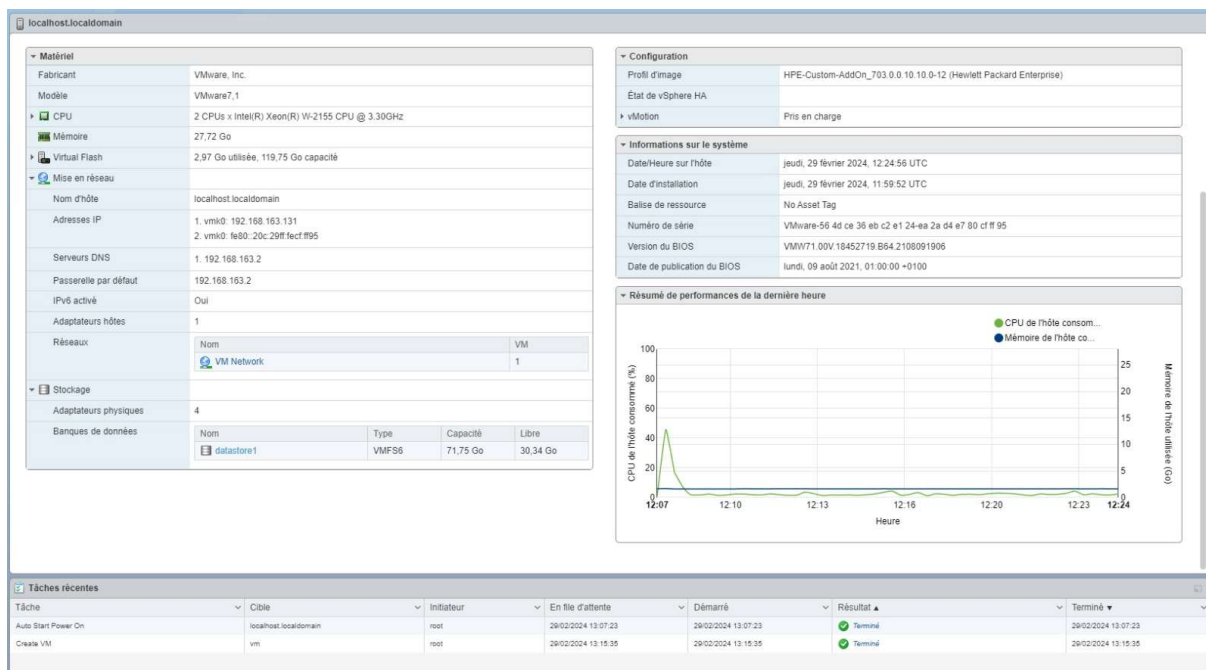 localhost.localdomain
Matériel
Fabricant VMware, Inc.
Modèle VMware7,1
CPU 2 CPUs x Intel(R) Xeon(R) W-2155 CPU @ 3.30GHz
Mémoire 27,72 Go
Virtual Flash 2,97 Go utilisée, 119,75 Go capacité
Mise en réseau
Nom d'hôte localhost.localdomain
Adresses IP 1. vmk0: 192.168.163.131
2. vmk0: fe80::20c:29ff:fecf:ff95
Serveurs DNS 1. 192.168.163.2
Passerelle par défaut 192.168.163.2
IPv6 activé Oui
Adaptateurs hôtes 1
Réseaux Nom VM
VM Network 1
Stockage
Adaptateurs physiques 4
Banques de données Nom Type Capacité Libre
datastore1 VMFS6 71,75 Go 30,34 Go
Configuration
Profil d'image HPE-Custom-AddOn_703.0.0.10.10.0-12 (Hewlett Packard Enterprise)
État de vSphere HA
vMotion Pris en charge
Informations sur le système
Date/Heure sur l'hôte jeudi, 29 février 2024, 12:24:56 UTC
Date d'installation jeudi, 29 février 2024, 11:59:52 UTC
Balise de ressource No Asset Tag
Numéro de série VMware-56 4d ce 36 eb c2 e1 24-ea 2a d4 e7 80 cf ff 95
Version du BIOS VMW71.00V.18452719.B64.2108091906
Date de publication du BIOS lundi, 09 août 2021, 01:00:00 +0100
Résumé de performances de la dernière heure
CPU de l'hôte consom...
Mémoire de l'hôte co...
CPU de l'hôte consommé (%)
100
80
60
40
20
0
25
20
15
10
5
0
Mémoire de l'hôte utilisée (Go)
12:07 12:10 12:13 12:16 12:20 12:23 12:24
Heure
Tâches récentes
Tâche Cible Initiateur En file d'attente Démarré Résultat ▲ Terminé ▼
Auto Start Power On localhost.localdomain root 29/02/2024 13:07:23 29/02/2024 13:07:23 Terminé 29/02/2024 13:07:23
Create VM vm root 29/02/2024 13:15:35 29/02/2024 13:15:35 Terminé 29/02/2024 13:15:35